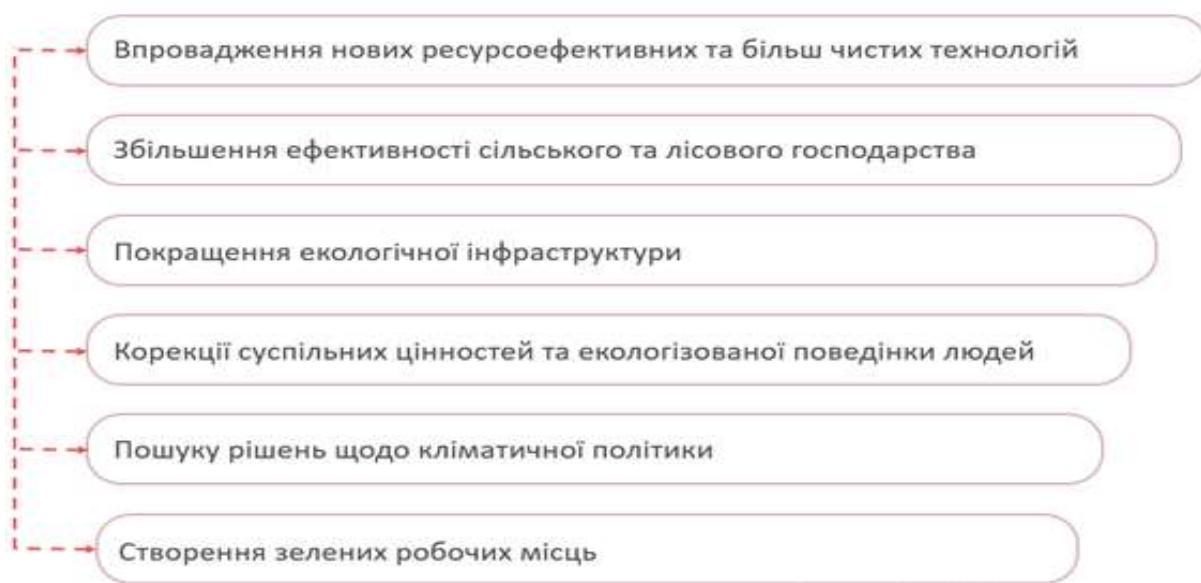 Впровадження нових ресурсоефективних та більш чистих технологій
Збільшення ефективності сільського та лісового господарства
Покращення екологічної інфраструктури
Корекції суспільних цінностей та екологізованої поведінки людей
Пошуку рішень щодо кліматичної політики
Створення зелених робочих місць